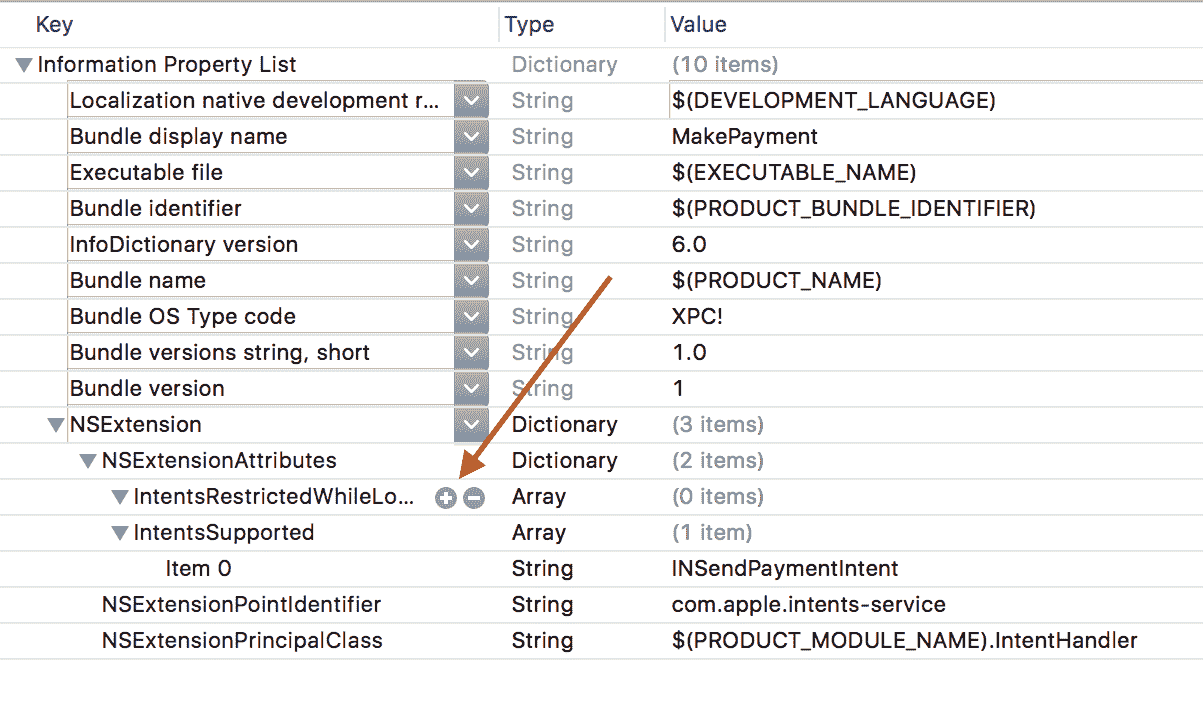 Key Type Value
Information Property List Dictionary (10 items)
Localization native development r... String $(DEVELOPMENT_LANGUAGE)
Bundle display name String MakePayment
Executable file String $(EXECUTABLE_NAME)
Bundle identifier String $(PRODUCT_BUNDLE_IDENTIFIER)
InfoDictionary version String 6.0
Bundle name String $(PRODUCT_NAME)
Bundle OS Type code String XPC!
Bundle versions string, short String 1.0
Bundle version String 1
NSExtension Dictionary (3 items)
NSExtensionAttributes Dictionary (2 items)
IntentsRestrictedWhileLo... Array (0 items)
IntentsSupported Array (1 item)
Item 0 String INSendPaymentIntent
NSExtensionPointIdentifier String com.apple.intents-service
NSExtensionPrincipalClass String $(PRODUCT_MODULE_NAME).IntentHandler